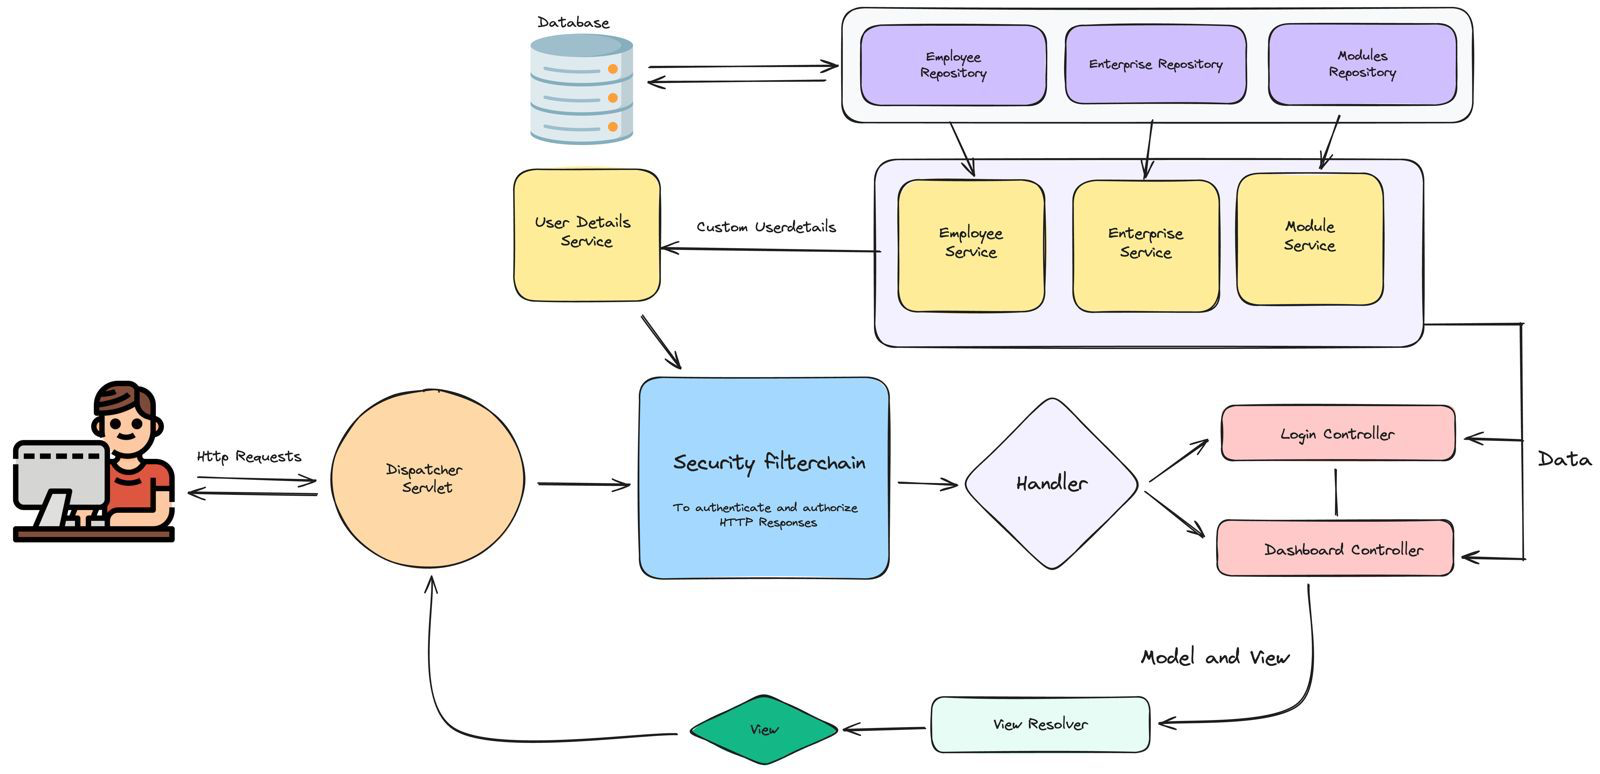 Database
Employee
Repository
Enterprise Repository
Modules
Repository
User Details
Service
Custom Userdetails
Employee
Service
Enterprise
Service
Module
Service
Http Requests
Dispatcher
Servlet
Security filterchain
To authenticate and authorize
HTTP Responses
Handler
Login Controller
Data
Dashboard Controller
Model and View
View
View Resolver